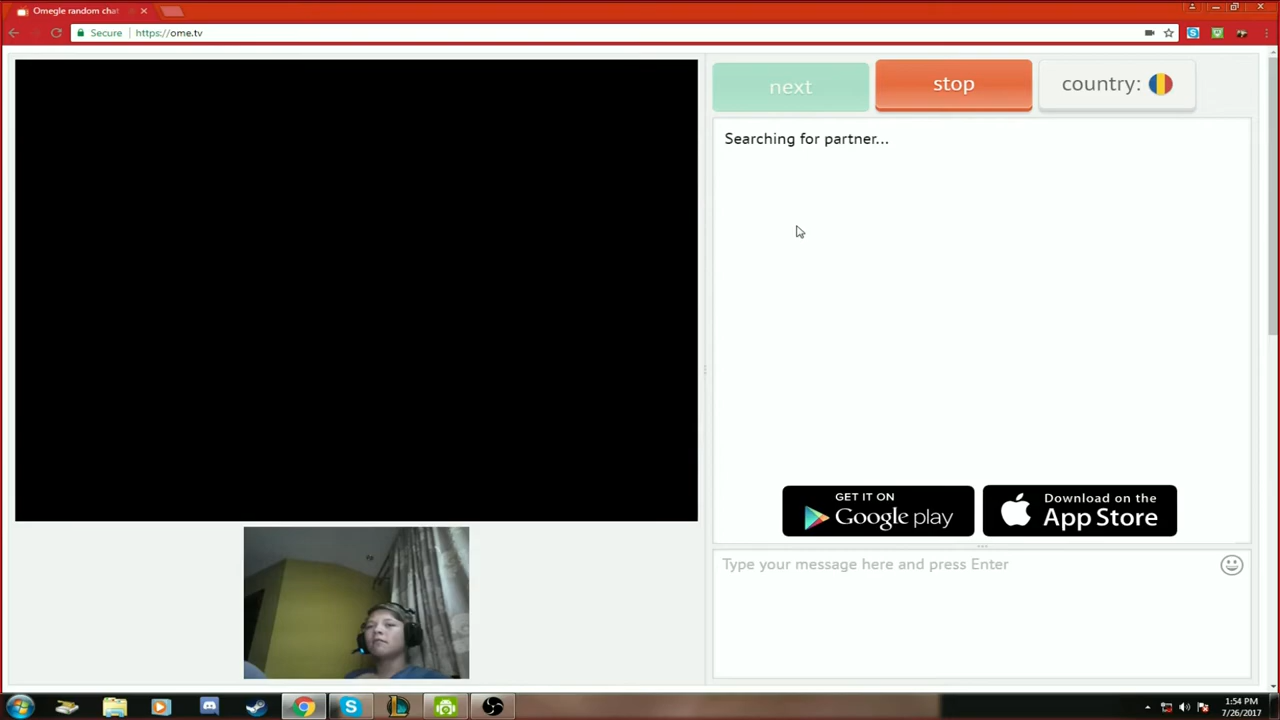 Omegle random chat
Secure
https://ome.tv
next
stop
country:
Searching for partner...
GET IT ON
Google play
Download on the
App Store
Type your message here and press Enter
1:54 PM
7/26/2017